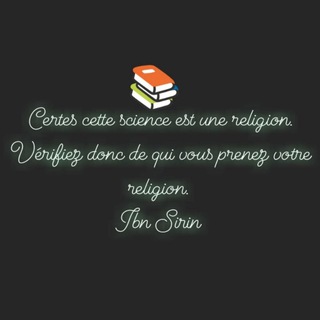 Certes cette science est une religion.
Vérifiez donc de qui vous prenez votre
religion.
Ibn Sirin